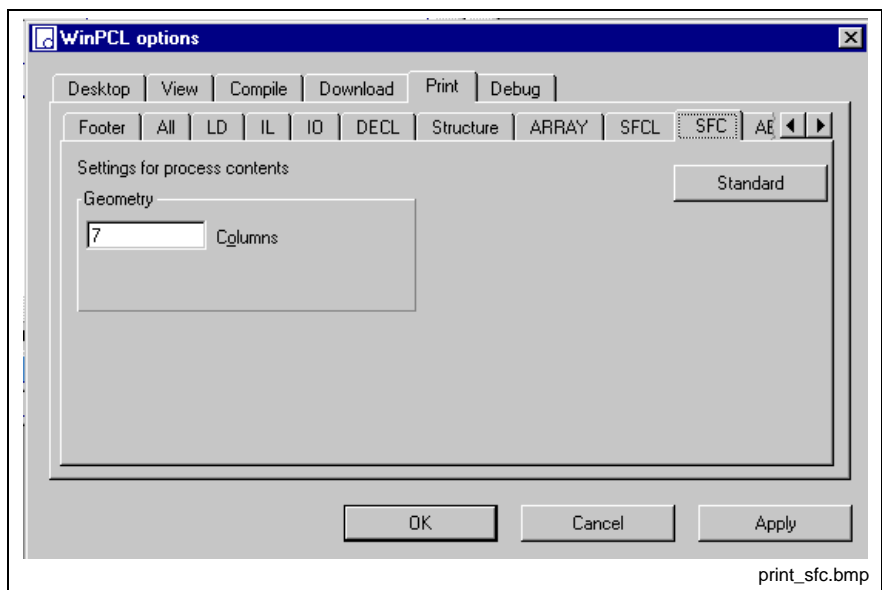 WinPCL options
Desktop View Compile Download Print Debug
Footer All LD IL IO DECL Structure ARRAY SFCL SFC
Settings for process contents
Standard
Geometry
7 Columns
OK Cancel Apply
print_sfc.bmp